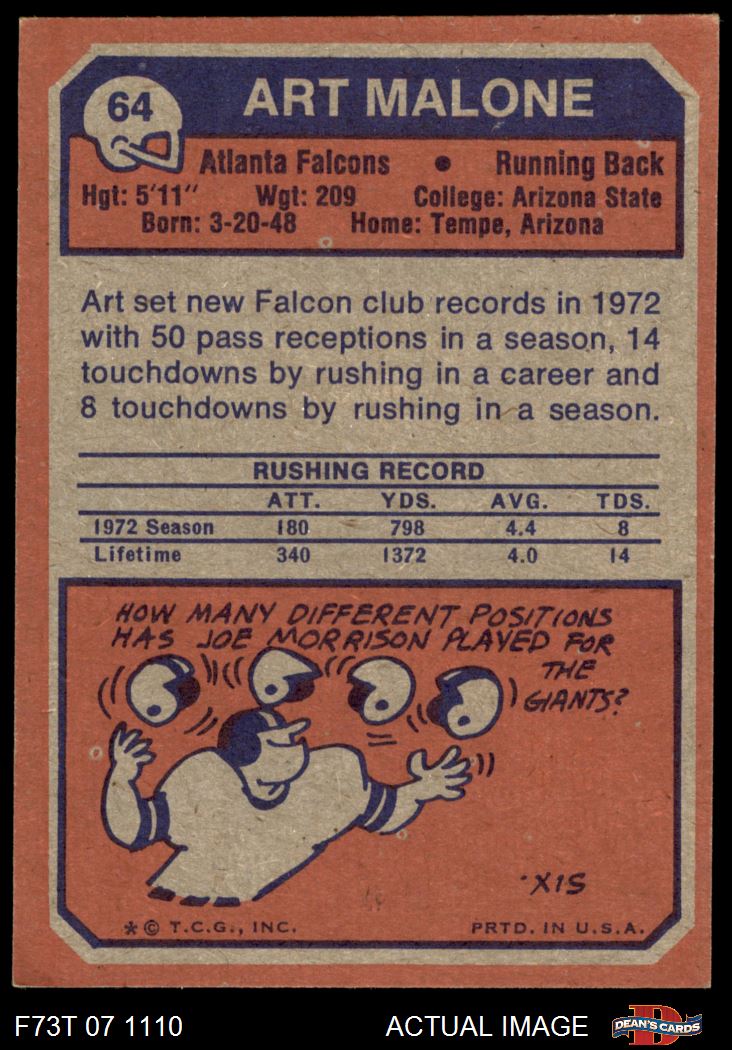 64
ART MALONE
Atlanta Falcons • Running Back
Hgt: 5'11" Wgt: 209 College: Arizona State
Born: 3-20-48 Home: Tempe, Arizona
Art set new Falcon club records in 1972
with 50 pass receptions in a season, 14
touchdowns by rushing in a career and
8 touchdowns by rushing in a season.
RUSHING RECORD
ATT. YDS. AVG. TDS.
1972 Season 180 798 4.4 8
Lifetime 340 1372 4.0 14
HOW MANY DIFFERENT POSITIONS
HAS JOE MORRISON PLAYED FOR
THE
GIANTS?
SIX.
* © T.C.G., INC. PRTD. IN U.S.A.
F73T 07 1110 ACTUAL IMAGE DEAN'S CARDS